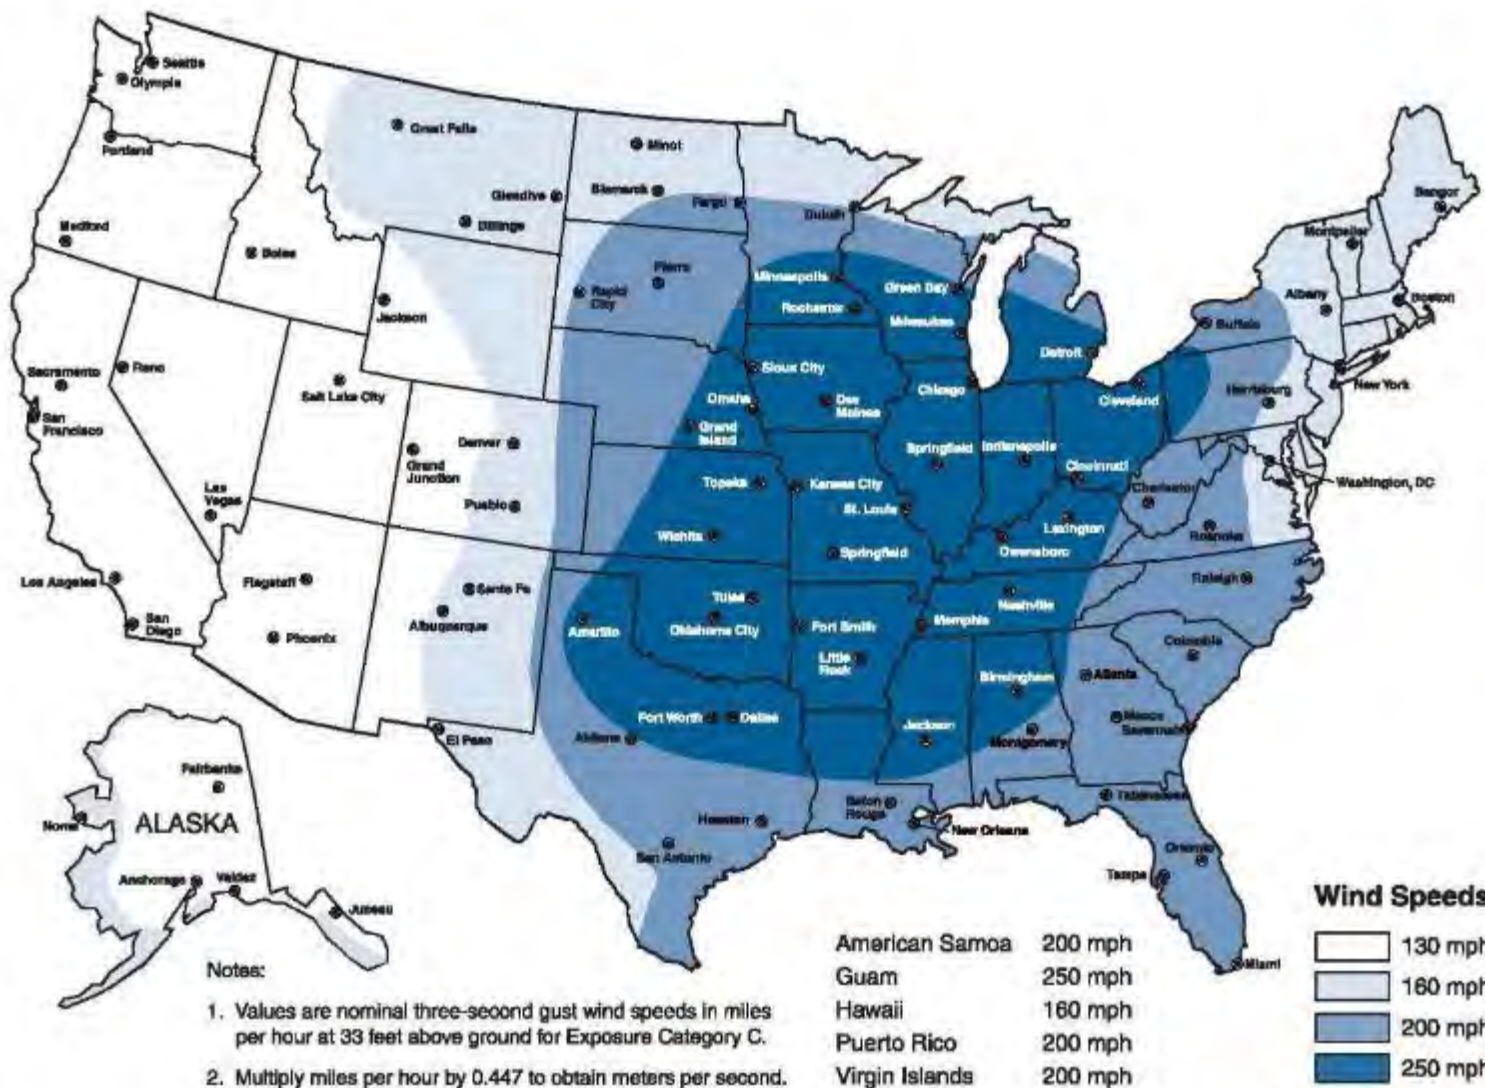 Seattle
Olympia
Portland
Great Falls
Minot
Bismarck
Fargo
Duluth
Glendive
Billings
Bangor
Montpelier
Medford
Boise
Pierre
Rapid
City
Minneapolis
Green Bay
Rochester
Milwaukee
Albany
Boston
Buffalo
Jackson
Detroit
Sacramento
Reno
Salt Lake City
Sioux City
Chicago
Cleveland
New York
Harrisburg
San
Francisco
Omaha
Des
Moines
Grand
Island
Denver
Grand
Junction
Springfield
Indianapolis
Cincinnati
Las
Vegas
Pueblo
Topeka
Kansas City
St. Louis
Charleston
Washington, DC
Lexington
Owensboro
Roanoke
Wichita
Springfield
Los Angeles
Flagstaff
Santa Fe
Albuquerque
Raleigh
Tulsa
Nashville
San
Diego
Phoenix
Amarillo
Oklahoma City
Fort Smith
Memphis
Little
Rock
Columbia
Atlanta
Birmingham
Fort Worth
Dallas
Jackson
Macon
Savannah
Montgomery
El Paso
Abilene
Fairbanks
Nome
ALASKA
Houston
Baton
Rouge
New Orleans
Tallahassee
San Antonio
Orlando
Tampa
Anchorage
Valdez
Juneau
Miami
Wind Speeds
130 mph
160 mph
200 mph
250 mph
American Samoa 200 mph
Guam 250 mph
Hawaii 160 mph
Puerto Rico 200 mph
Virgin Islands 200 mph
Notes:
1. Values are nominal three-second gust wind speeds in miles
per hour at 33 feet above ground for Exposure Category C.
2. Multiply miles per hour by 0.447 to obtain meters per second.